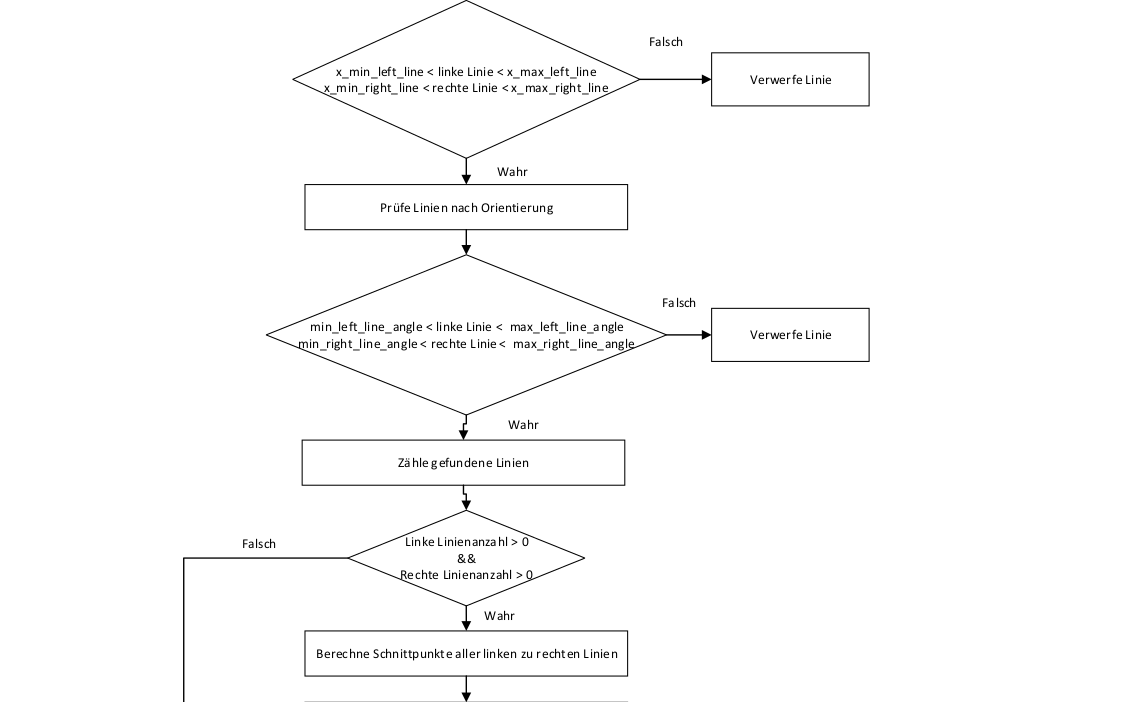 Falsch
x_min_left_line < linke Linie < x_max_left_line
x_min_right_line < rechte Linie < x_max_right_line
Verwerfe Linie
Wahr
Prüfe Linien nach Orientierung
Falsch
min_left_line_angle < linke Linie < max_left_line_angle
min_right_line_angle < rechte Linie < max_right_line_angle
Verwerfe Linie
Wahr
Zähle gefundene Linien
Falsch
Linke Linienanzahl > 0
&&
Rechte Linienanzahl > 0
Wahr
Berechne Schnittpunkte aller linken zu rechten Linien